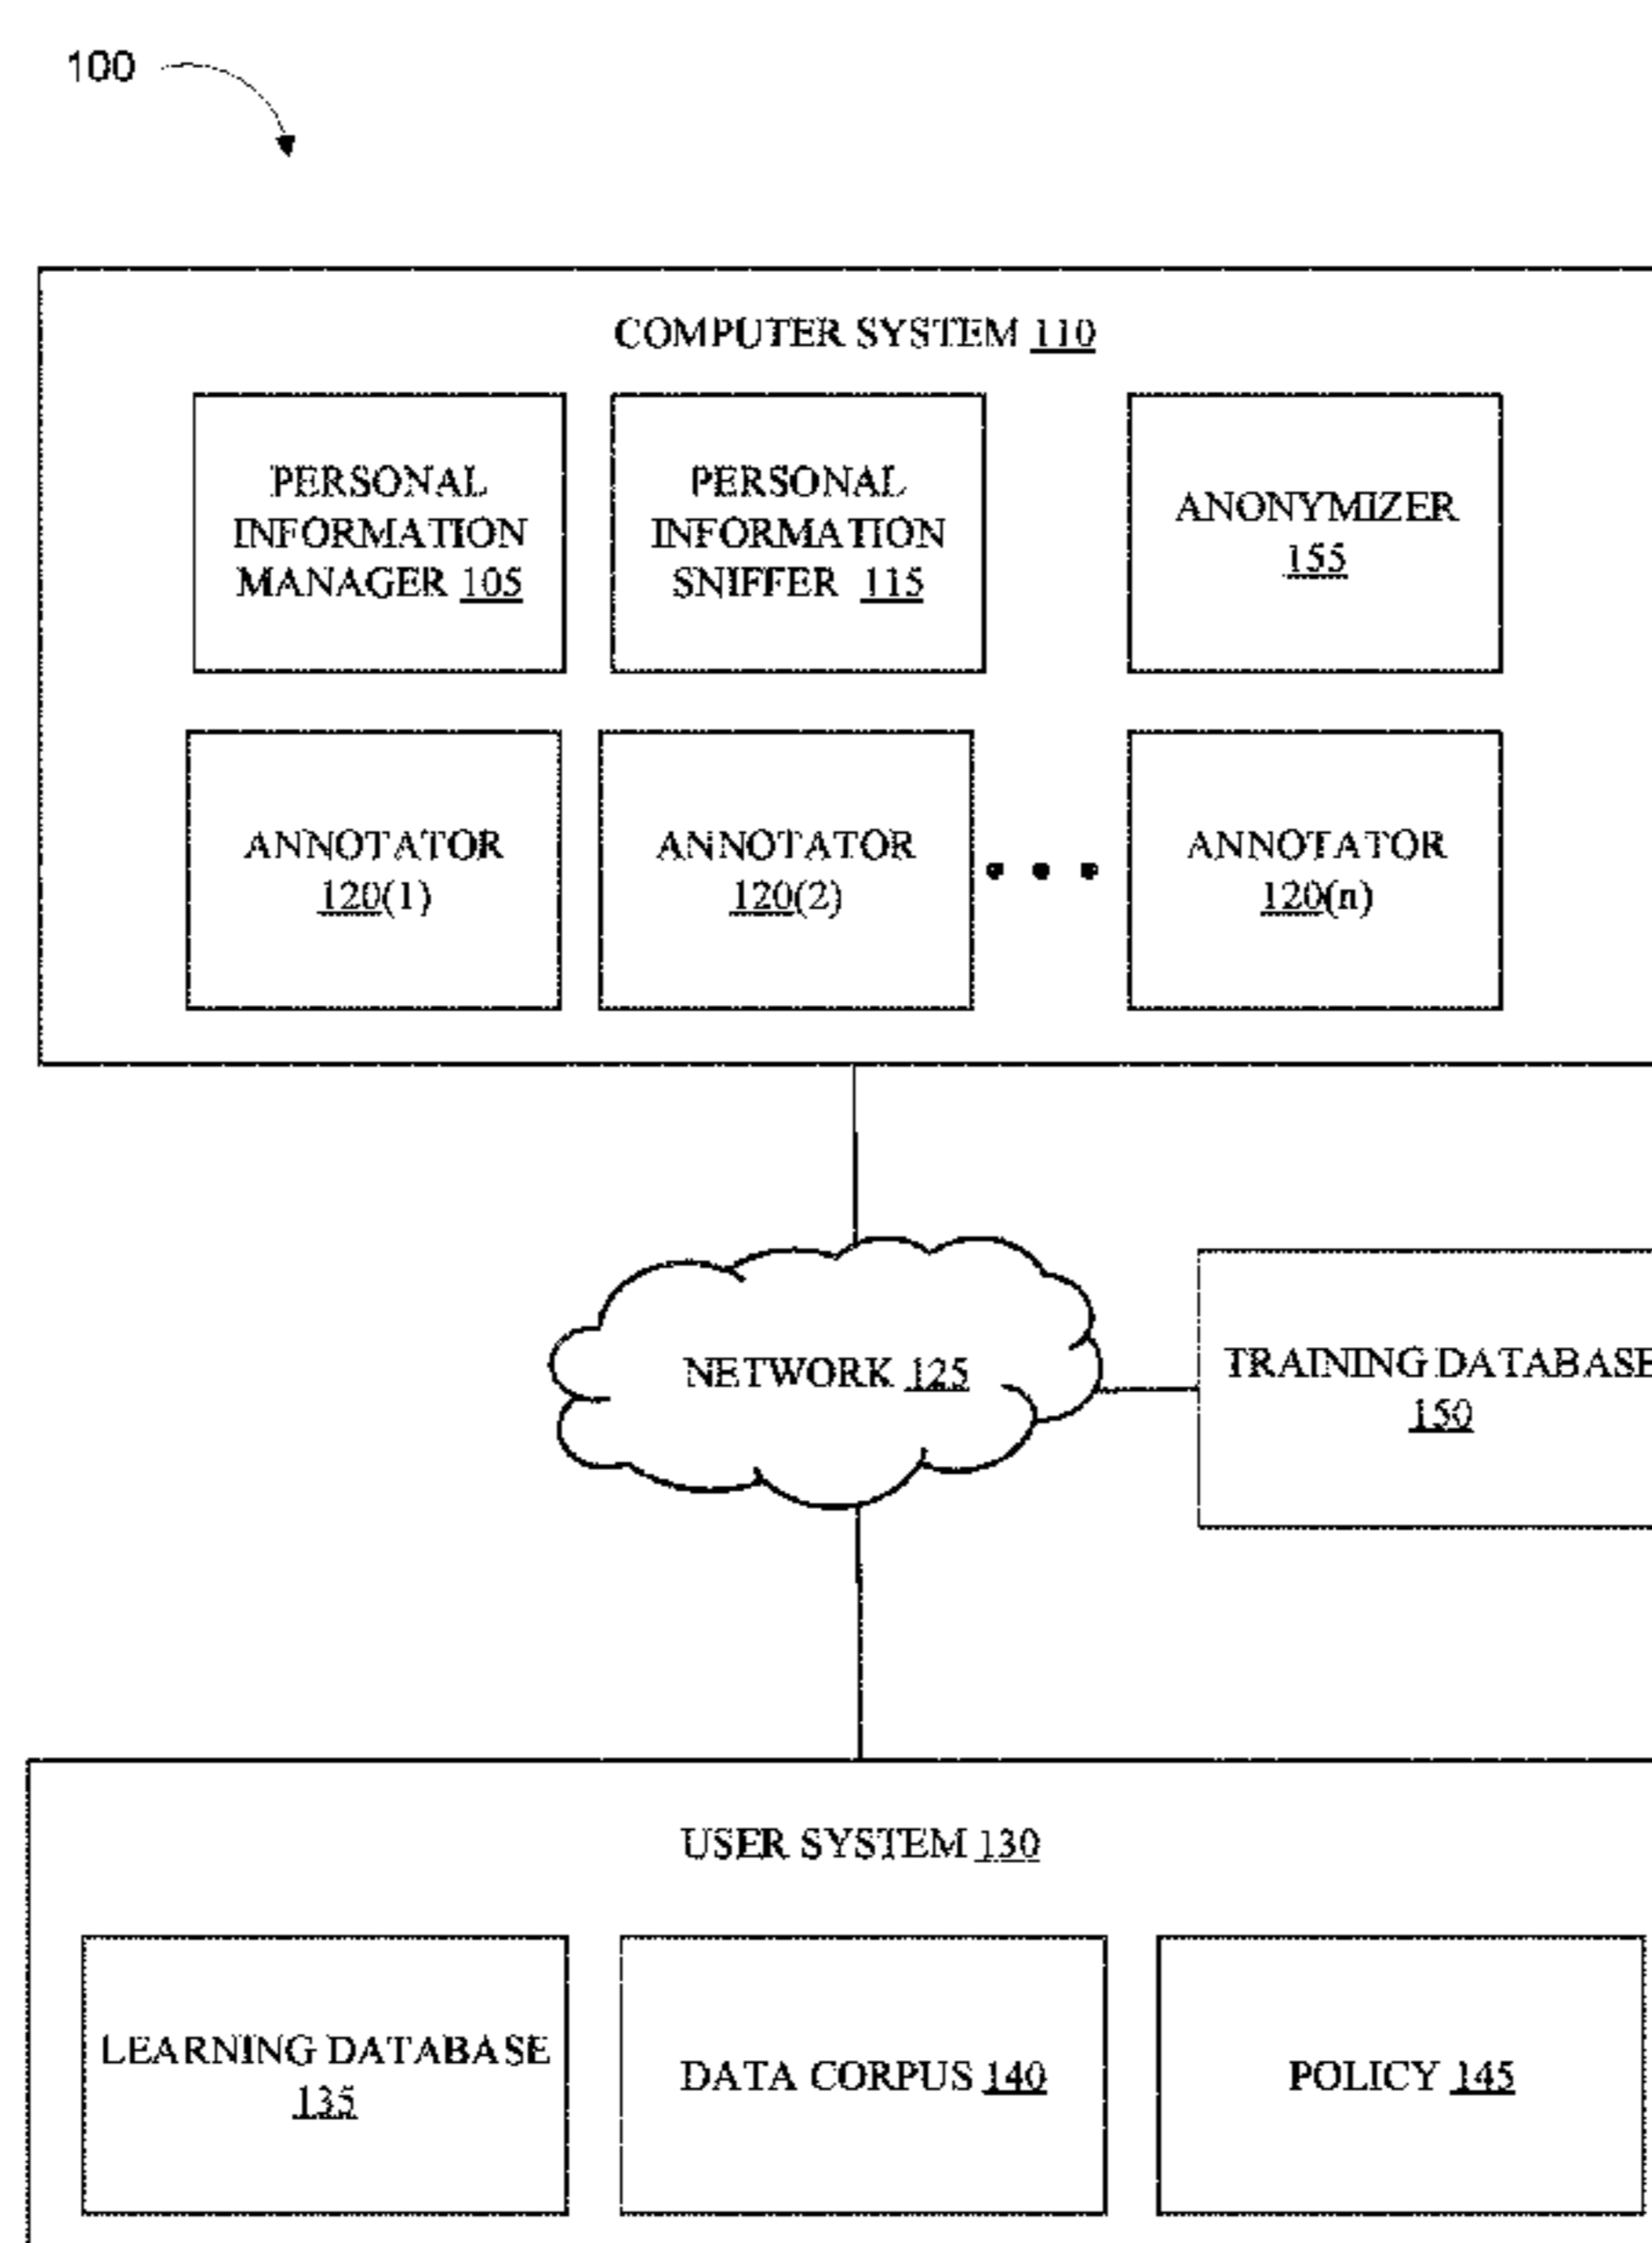 100
COMPUTER SYSTEM 110
PERSONAL
INFORMATION
MANAGER 105
PERSONAL
INFORMATION
SNIFFER 115
ANONYMIZER
155
ANNOTATOR
120(1)
ANNOTATOR
120(2)
• • •
ANNOTATOR
120(n)
NETWORK 125
TRAINING DATABASE
150
USER SYSTEM 130
LEARNING DATABASE
135
DATA CORPUS 140
POLICY 145